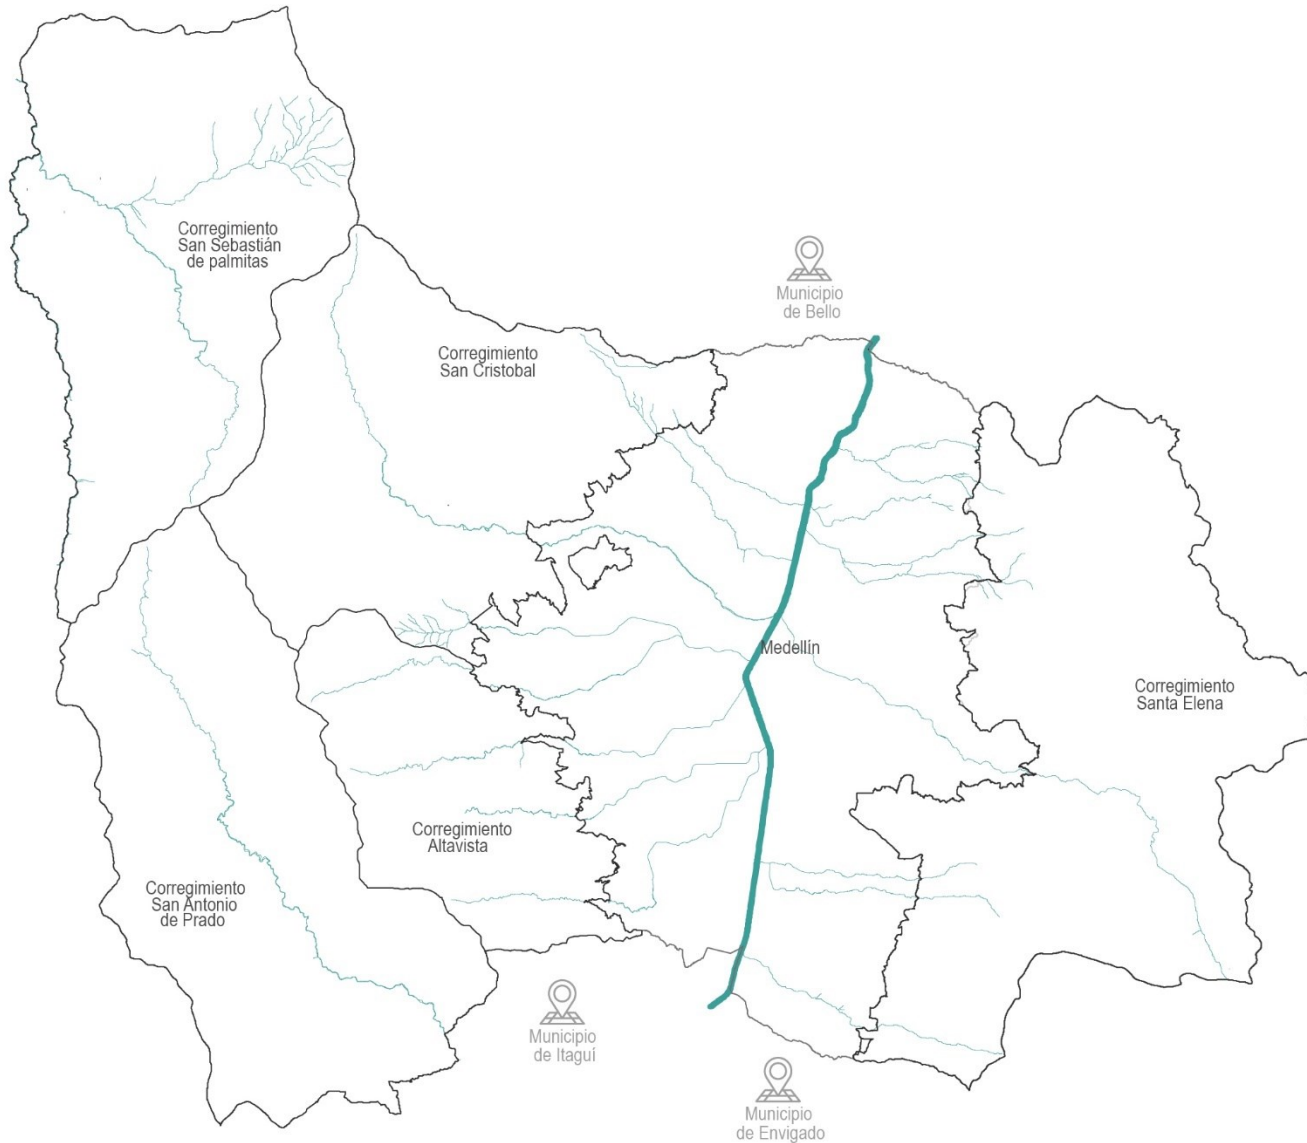 Corregimiento
San Sebastián
de palmitas
Municipio
de Bello
Corregimiento
San Cristobal
Medellín
Corregimiento
Santa Elena
Corregimiento
Altavista
Corregimiento
San Antonio
de Prado
Municipio
de Itaguí
Municipio
de Envigado